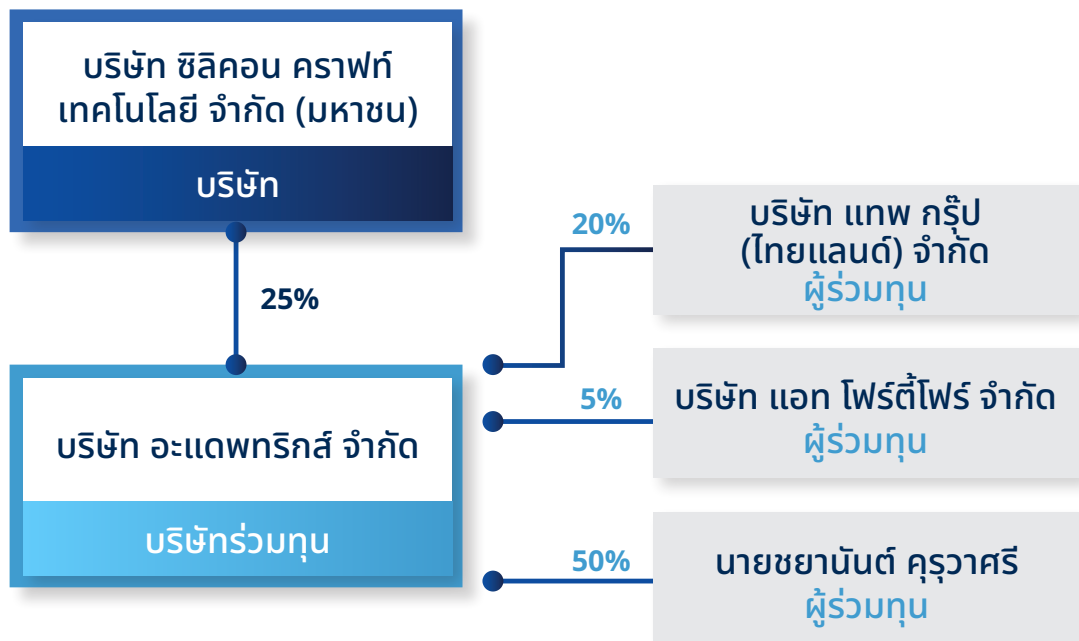 บริษัท ซิลิคอน คราฟท์
เทคโนโลยี จำกัด (มหาชน)
บริษัท
25%
บริษัท อะแดพทริกส์ จำกัด
บริษัทร่วมทุน
20%
บริษัท แทพ กรุ๊ป
(ไทยแลนด์) จำกัด
ผู้ร่วมทุน
5%
บริษัท แอท โฟร์ตี้โฟร์ จำกัด
ผู้ร่วมทุน
50%
นายชยานันต์ คุรุวาศรี
ผู้ร่วมทุน